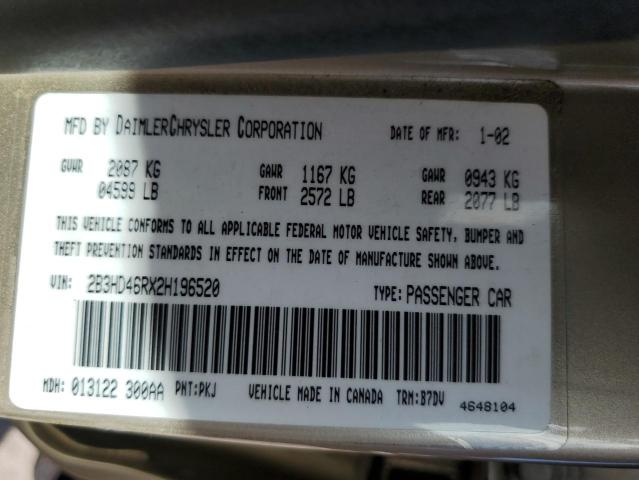 MFD BY DAIMLERCHRYSLER CORPORATION DATE OF MFR: 1-02
GVWR 2087 KG GAWR 1167 KG GAWR 0943 KG
04599 LB FRONT 2572 LB REAR 2077 LB
THIS VEHICLE CONFORMS TO ALL APPLICABLE FEDERAL MOTOR VEHICLE SAFETY, BUMPER AND
THEFT PREVENTION STANDARDS IN EFFECT ON THE DATE OF MANUFACTURE SHOWN ABOVE.
VIN: 2B3HD46RX2H196520 TYPE: PASSENGER CAR
MDH: 013122 300AA PNT:PKJ VEHICLE MADE IN CANADA TRM:B7DV
4648104